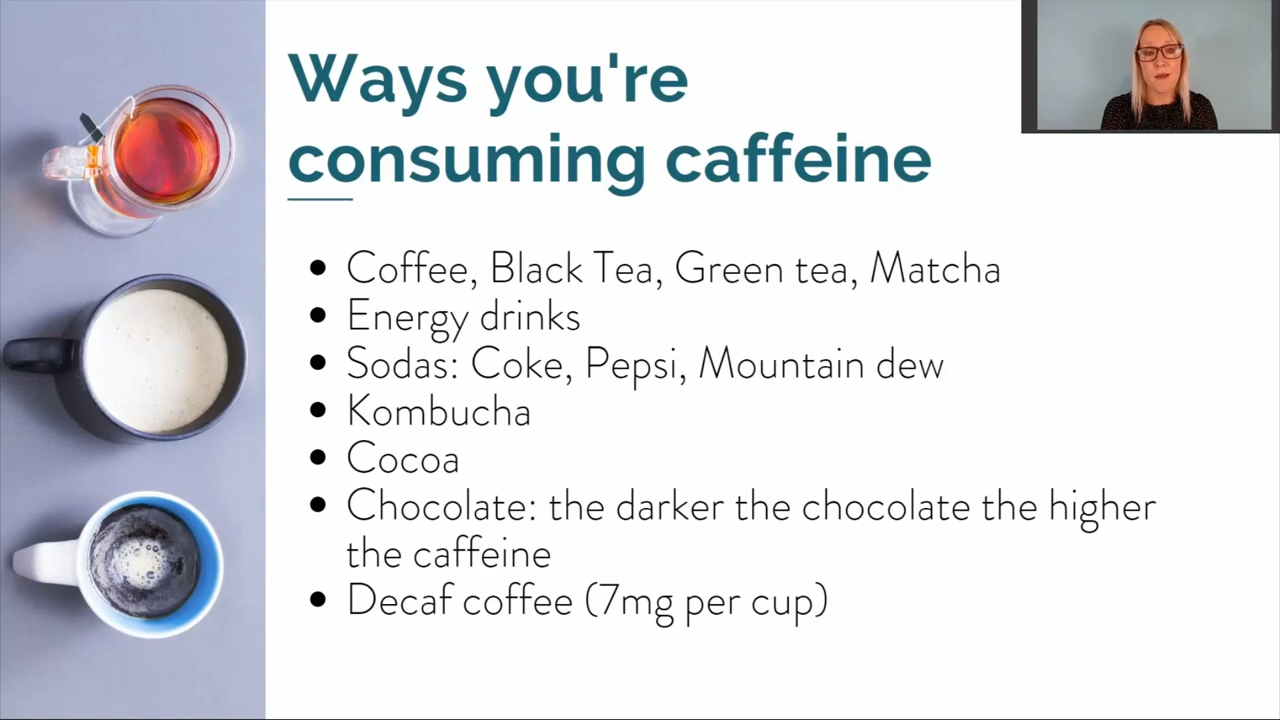 Ways you're
consuming caffeine
• Coffee, Black Tea, Green tea, Matcha
• Energy drinks
• Sodas: Coke, Pepsi, Mountain dew
• Kombucha
• Cocoa
• Chocolate: the darker the chocolate the higher
the caffeine
• Decaf coffee (7mg per cup)